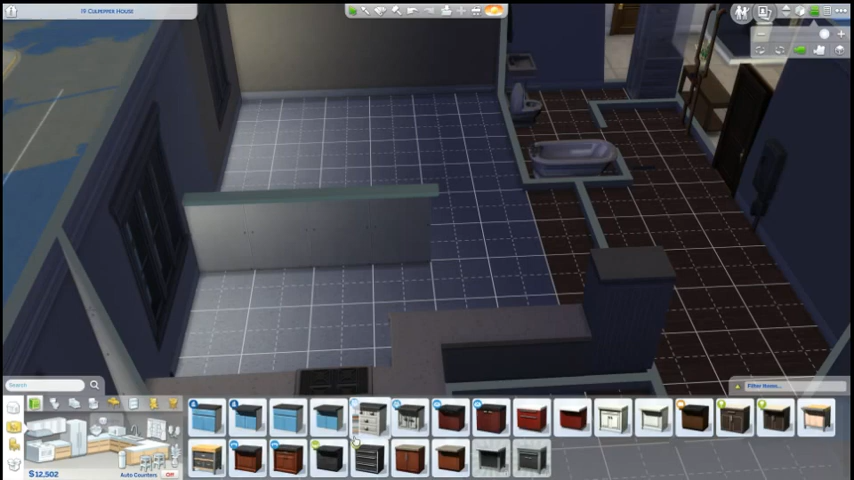 Culpepper House
Search
Filter Items...
$12,502
Auto Counters
Off